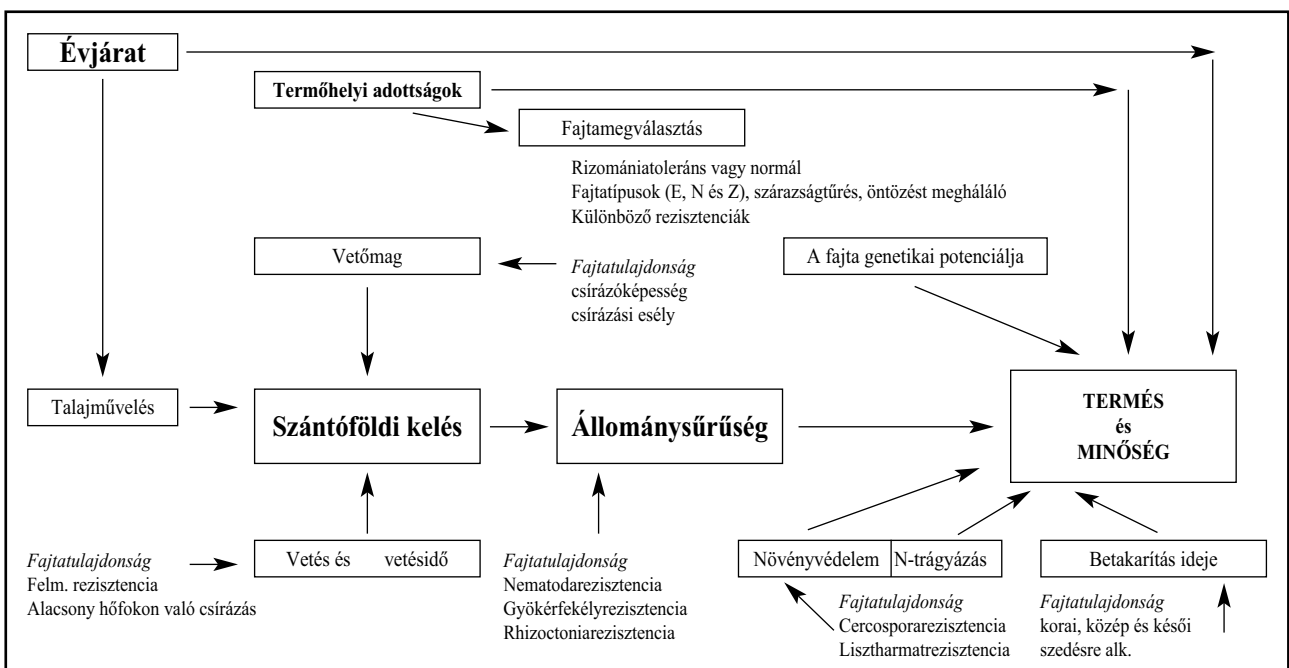 Évjárat
Termőhelyi adottságok
Fajtamegválasztás
Rizomániatoleráns vagy normál
Fajtatípusok (E, N és Z), szárazságtűrés, öntözést megháláló
Különböző rezisztenciák
Vetőmag
Fajtatulajdonság
csírázóképesség
csírázási esély
A fajta genetikai potenciálja
Talajművelés
Szántóföldi kelés
Állománysűrűség
TERMÉS
és
MINŐSÉG
Fajtatulajdonság
Felm. rezisztencia
Alacsony hőfokon való csírázás
Vetés és vetésidő
Fajtatulajdonság
Nematodarezisztencia
Gyökérfekélyrezisztencia
Rhizoctoniarezisztencia
Növényvédelem
N-trágyázás
Fajtatulajdonság
Cercosporarezisztencia
Lisztharmatrezisztencia
Betakarítás ideje
Fajtatulajdonság
korai, közép és késői
szedésre alk.